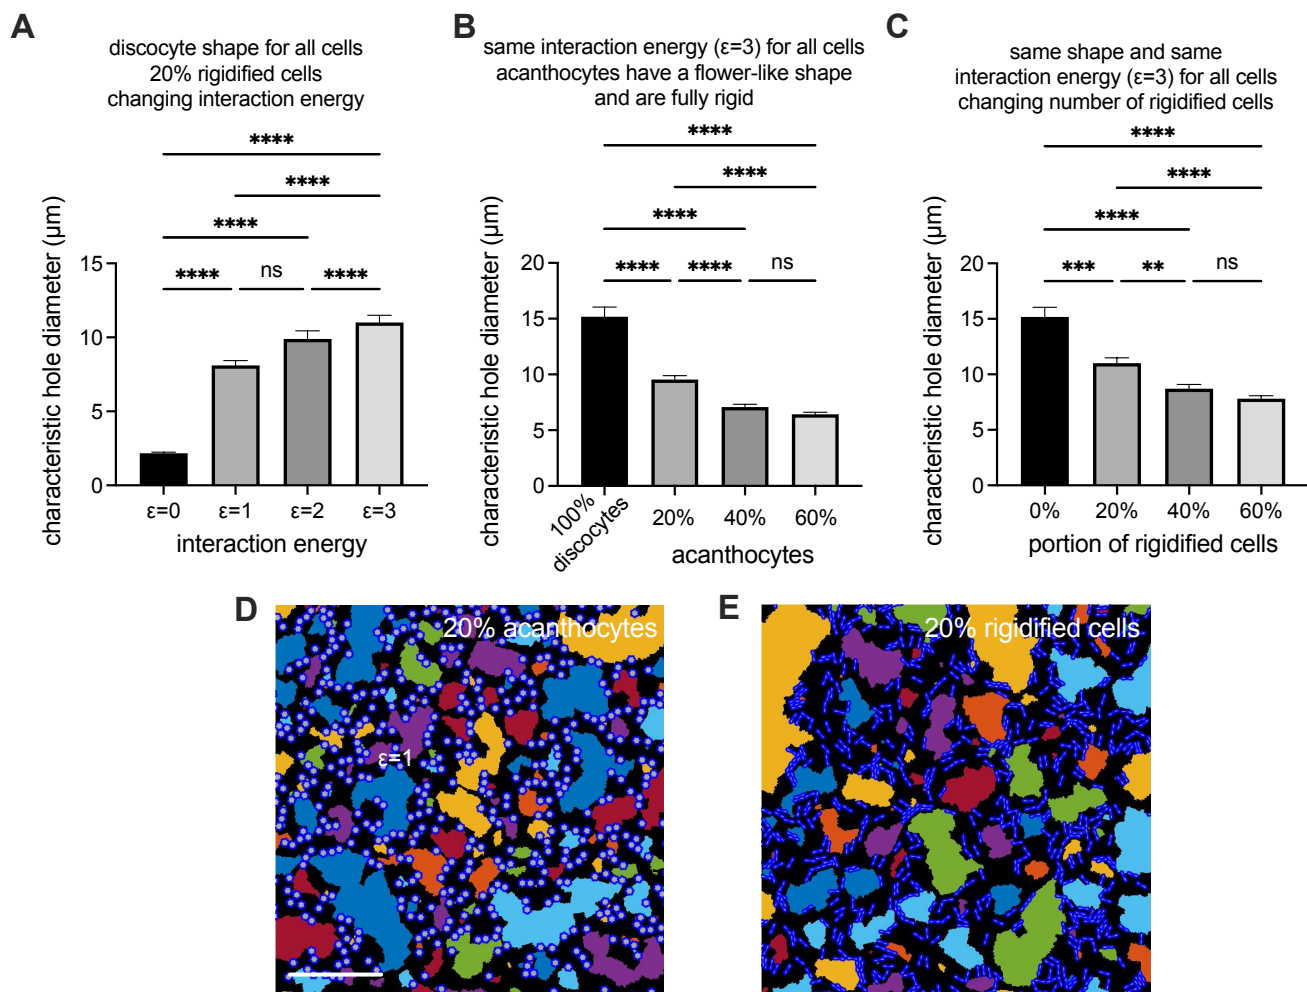 A
discocyte shape for all cells
20% rigidified cells
changing interaction energy
****
****
****
**** ns ****
characteristic hole diameter (μm)
15
10
5
0
ε=0 ε=1 ε=2 ε=3
interaction energy
B
same interaction energy (ε=3) for all cells
acanthocytes have a flower-like shape
and are fully rigid
****
****
****
**** **** ns
characteristic hole diameter (μm)
20
15
10
5
0
100% discocytes 20% 40% 60%
acanthocytes
C
same shape and same
interaction energy (ε=3) for all cells
changing number of rigidified cells
****
****
****
*** ** ns
characteristic hole diameter (μm)
20
15
10
5
0
0% 20% 40% 60%
portion of rigidified cells
D
20% acanthocytes
ε=1
E
20% rigidified cells